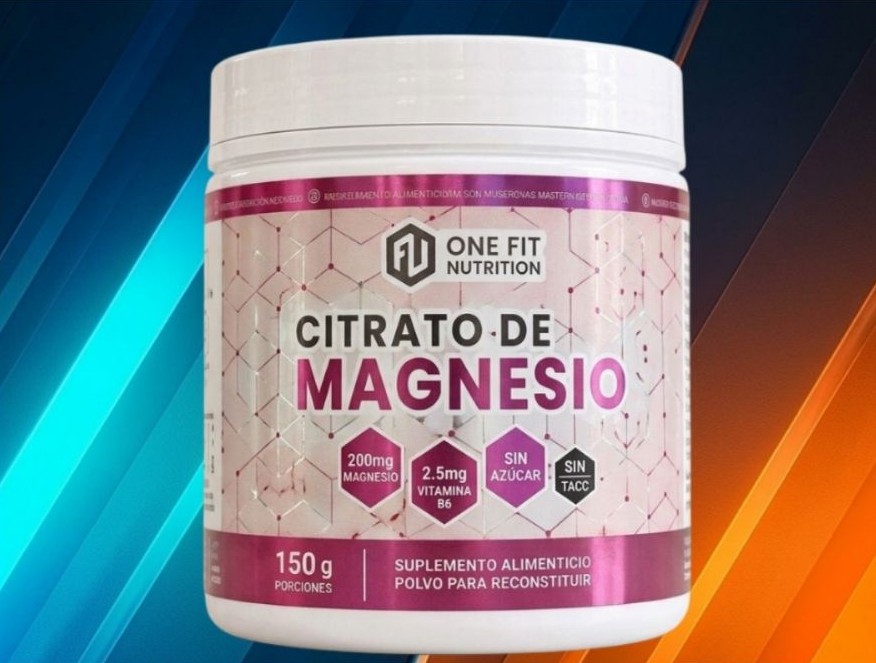 ONE FIT
NUTRITION
CITRATO DE
MAGNESIO
200mg
MAGNESIO
2.5mg
VITAMINA
B6
SIN
AZÚCAR
SIN
TACC
150 g
PORCIONES
SUPLEMENTO ALIMENTICIO
POLVO PARA RECONSTITUIR